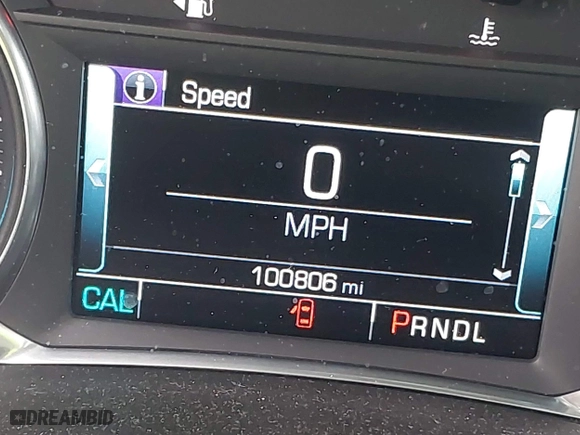 Speed
0
MPH
100806 mi
CAL
PRNDL
DREAMBID